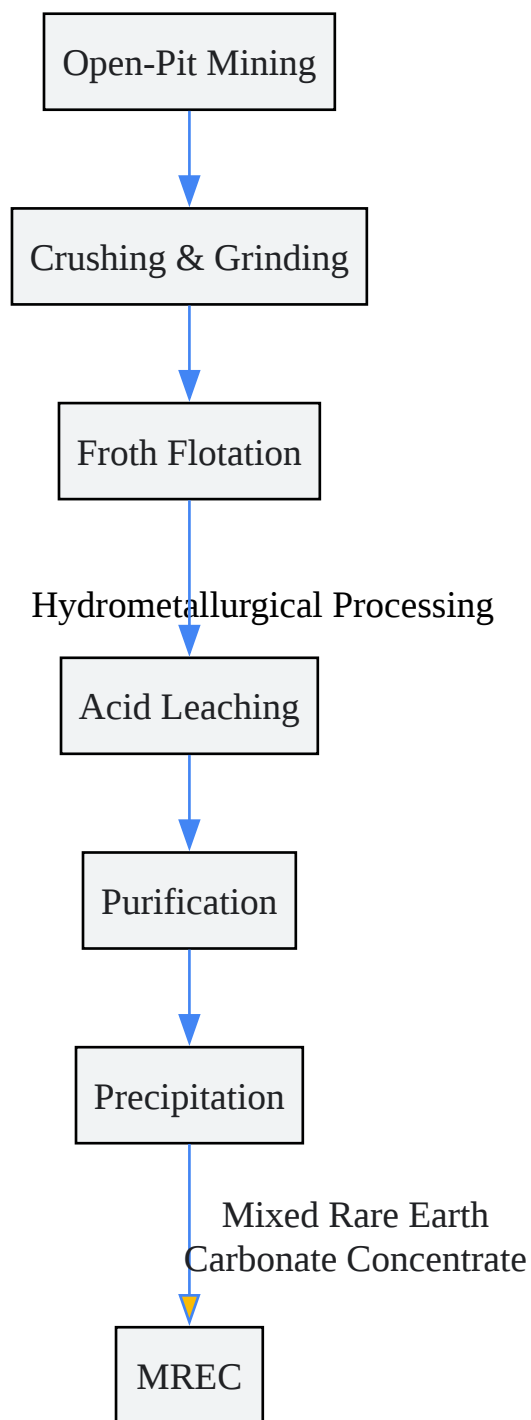 Open-Pit Mining
Crushing & Grinding
Froth Flotation
Hydrometallurgical Processing
Acid Leaching
Purification
Precipitation
Mixed Rare Earth
Carbonate Concentrate
MREC